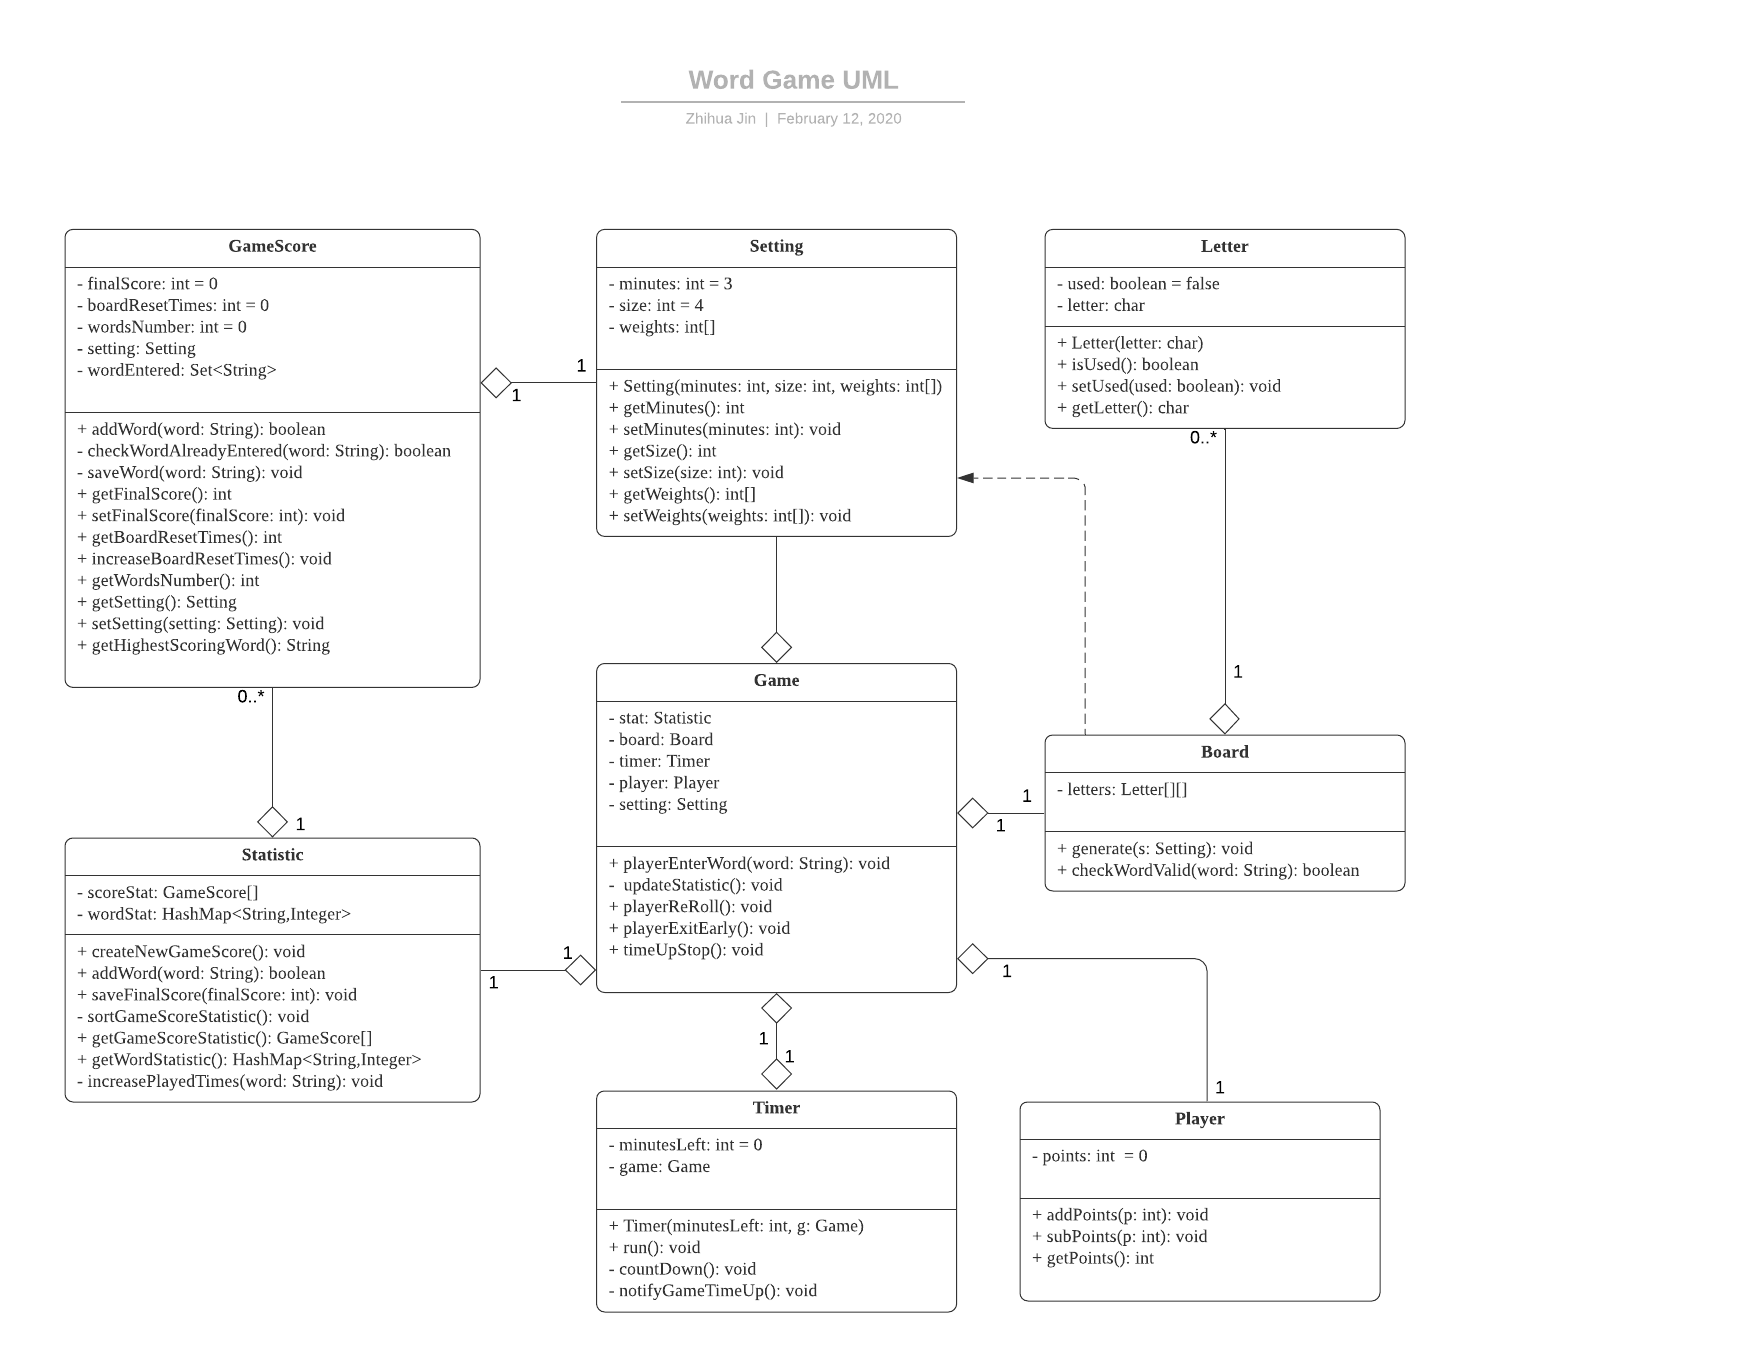 Word Game UML
Zhihua Jin | February 12, 2020
GameScore
- finalScore: int = 0
- boardResetTimes: int = 0
- wordsNumber: int = 0
- setting: Setting
- wordEntered: Set<String>
+ addWord(word: String): boolean
- checkWordAlreadyEntered(word: String): boolean
- saveWord(word: String): void
+ getFinalScore(): int
+ setFinalScore(finalScore: int): void
+ getBoardResetTimes(): int
+ increaseBoardResetTimes(): void
+ getWordsNumber(): int
+ getSetting(): Setting
+ setSetting(setting: Setting): void
+ getHighestScoringWord(): String
1
1
Setting
- minutes: int = 3
- size: int = 4
- weights: int[]
+ Setting(minutes: int, size: int, weights: int[])
+ getMinutes(): int
+ setMinutes(minutes: int): void
+ getSize(): int
+ setSize(size: int): void
+ getWeights(): int[]
+ setWeights(weights: int[]): void
Letter
- used: boolean = false
- letter: char
+ Letter(letter: char)
+ isUsed(): boolean
+ setUsed(used: boolean): void
+ getLetter(): char
0..*
1
0..*
1
Statistic
- scoreStat: GameScore[]
- wordStat: HashMap<String,Integer>
+ createNewGameScore(): void
+ addWord(word: String): boolean
+ saveFinalScore(finalScore: int): void
- sortGameScoreStatistic(): void
+ getGameScoreStatistic(): GameScore[]
+ getWordStatistic(): HashMap<String,Integer>
- increasePlayedTimes(word: String): void
1
1
Game
- stat: Statistic
- board: Board
- timer: Timer
- player: Player
- setting: Setting
+ playerEnterWord(word: String): void
- updateStatistic(): void
+ playerReRoll(): void
+ playerExitEarly(): void
+ timeUpStop(): void
1
1
Board
- letters: Letter[][]
+ generate(s: Setting): void
+ checkWordValid(word: String): boolean
1
1
1
1
Timer
- minutesLeft: int = 0
- game: Game
+ Timer(minutesLeft: int, g: Game)
+ run(): void
- countDown(): void
- notifyGameTimeUp(): void
Player
- points: int = 0
+ addPoints(p: int): void
+ subPoints(p: int): void
+ getPoints(): int